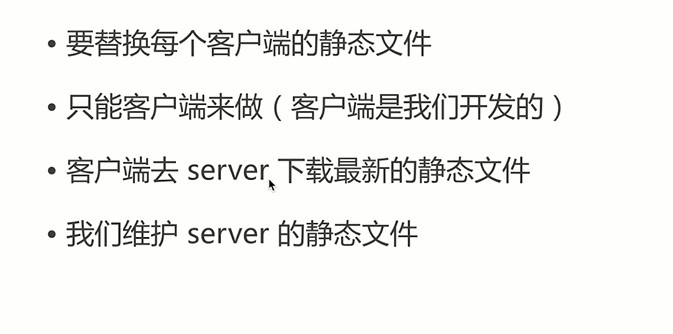 • 要替换每个客户端的静态文件
• 只能客户端来做（客户端是我们开发的）
• 客户端去 server 下载最新的静态文件
• 我们维护 server 的静态文件